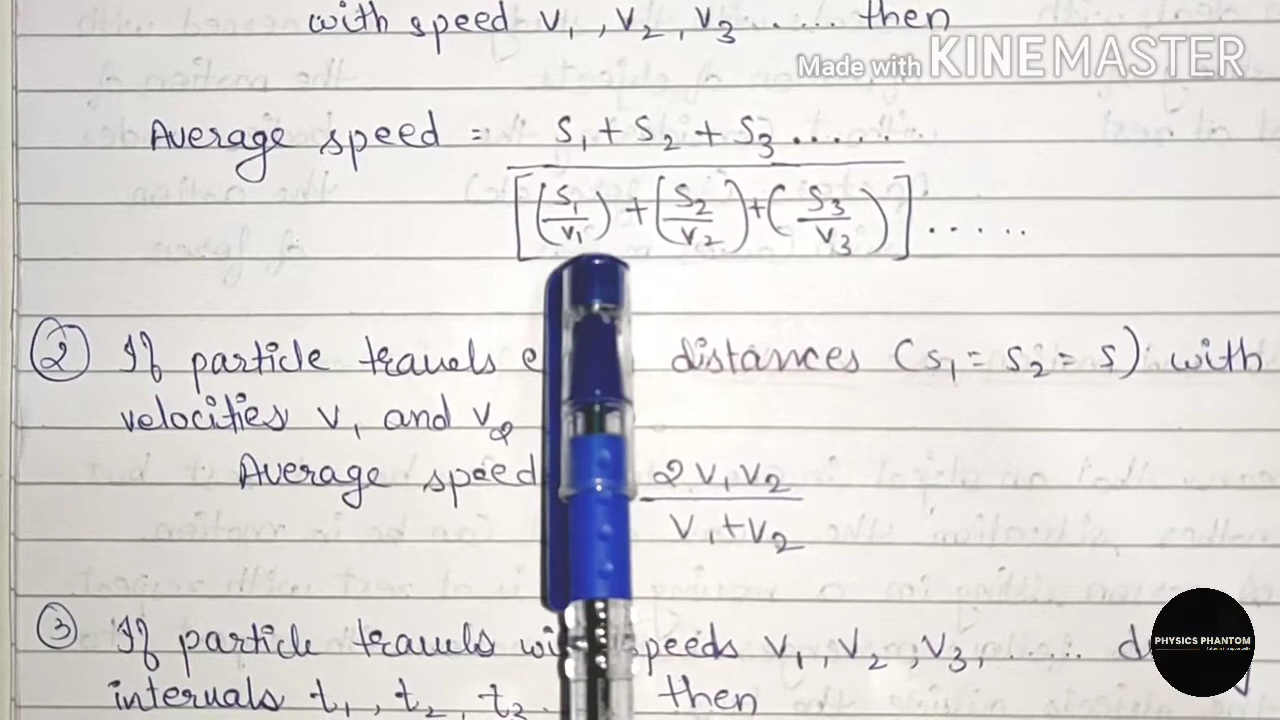 with speed v₁, v₂, v₃ ..... then
Made with KINEMASTER
Average speed = S₁ + S₂ + S₃ ......
[(S₁/v₁) + (S₂/v₂) + (S₃/v₃)] .....
② If particle travels distances (S₁ = S₂ = S) with
velocities v₁ and v₂
Average speed 2v₁v₂
v₁+v₂
③ If particle travels speeds v₁, v₂, v₃, .....
intervals t₁, t₂, t₃ then
PHYSICS PHANTOM